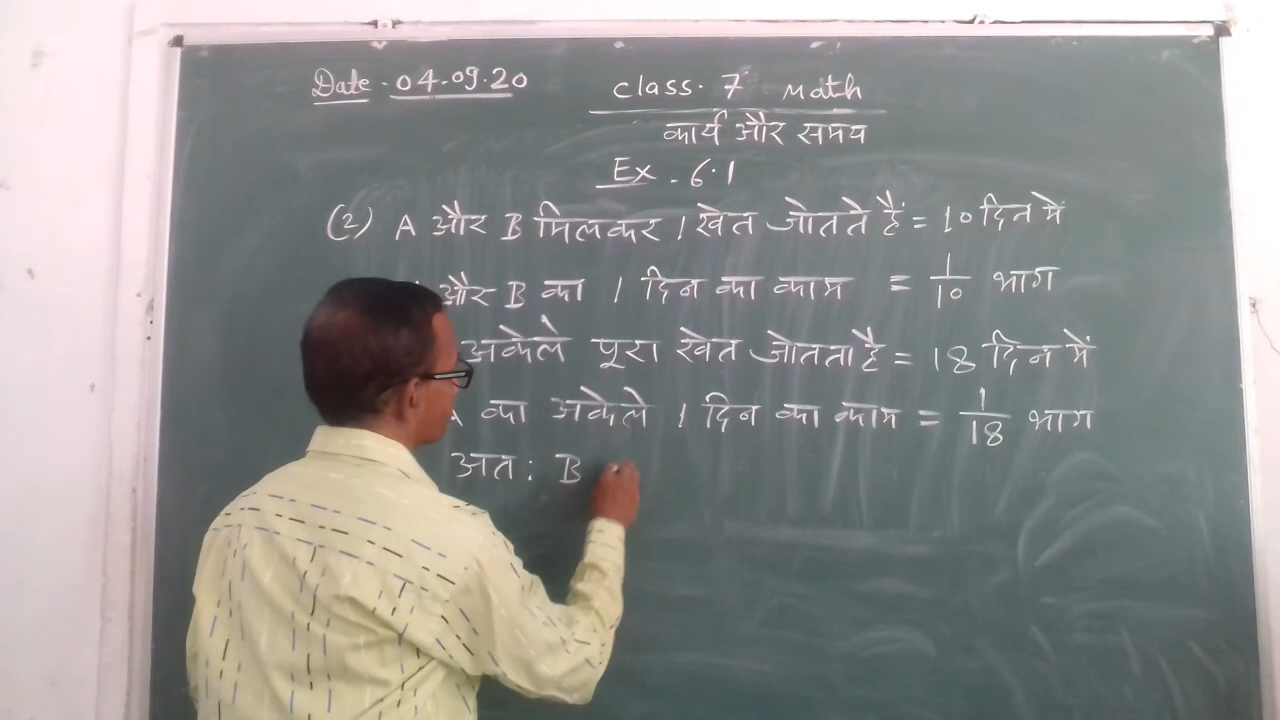 Date - 04.09.20
Class. 7 Math
कार्य और समय
Ex - 6.1
(2) A और B मिलकर 1 खेत जोतते हैं = 10 दिन में
और B का 1 दिन का काम = 1/10 भाग
अकेले पूरा खेत जोतता है = 18 दिन में
A का अकेले 1 दिन का काम = 1/18 भाग
अत: B